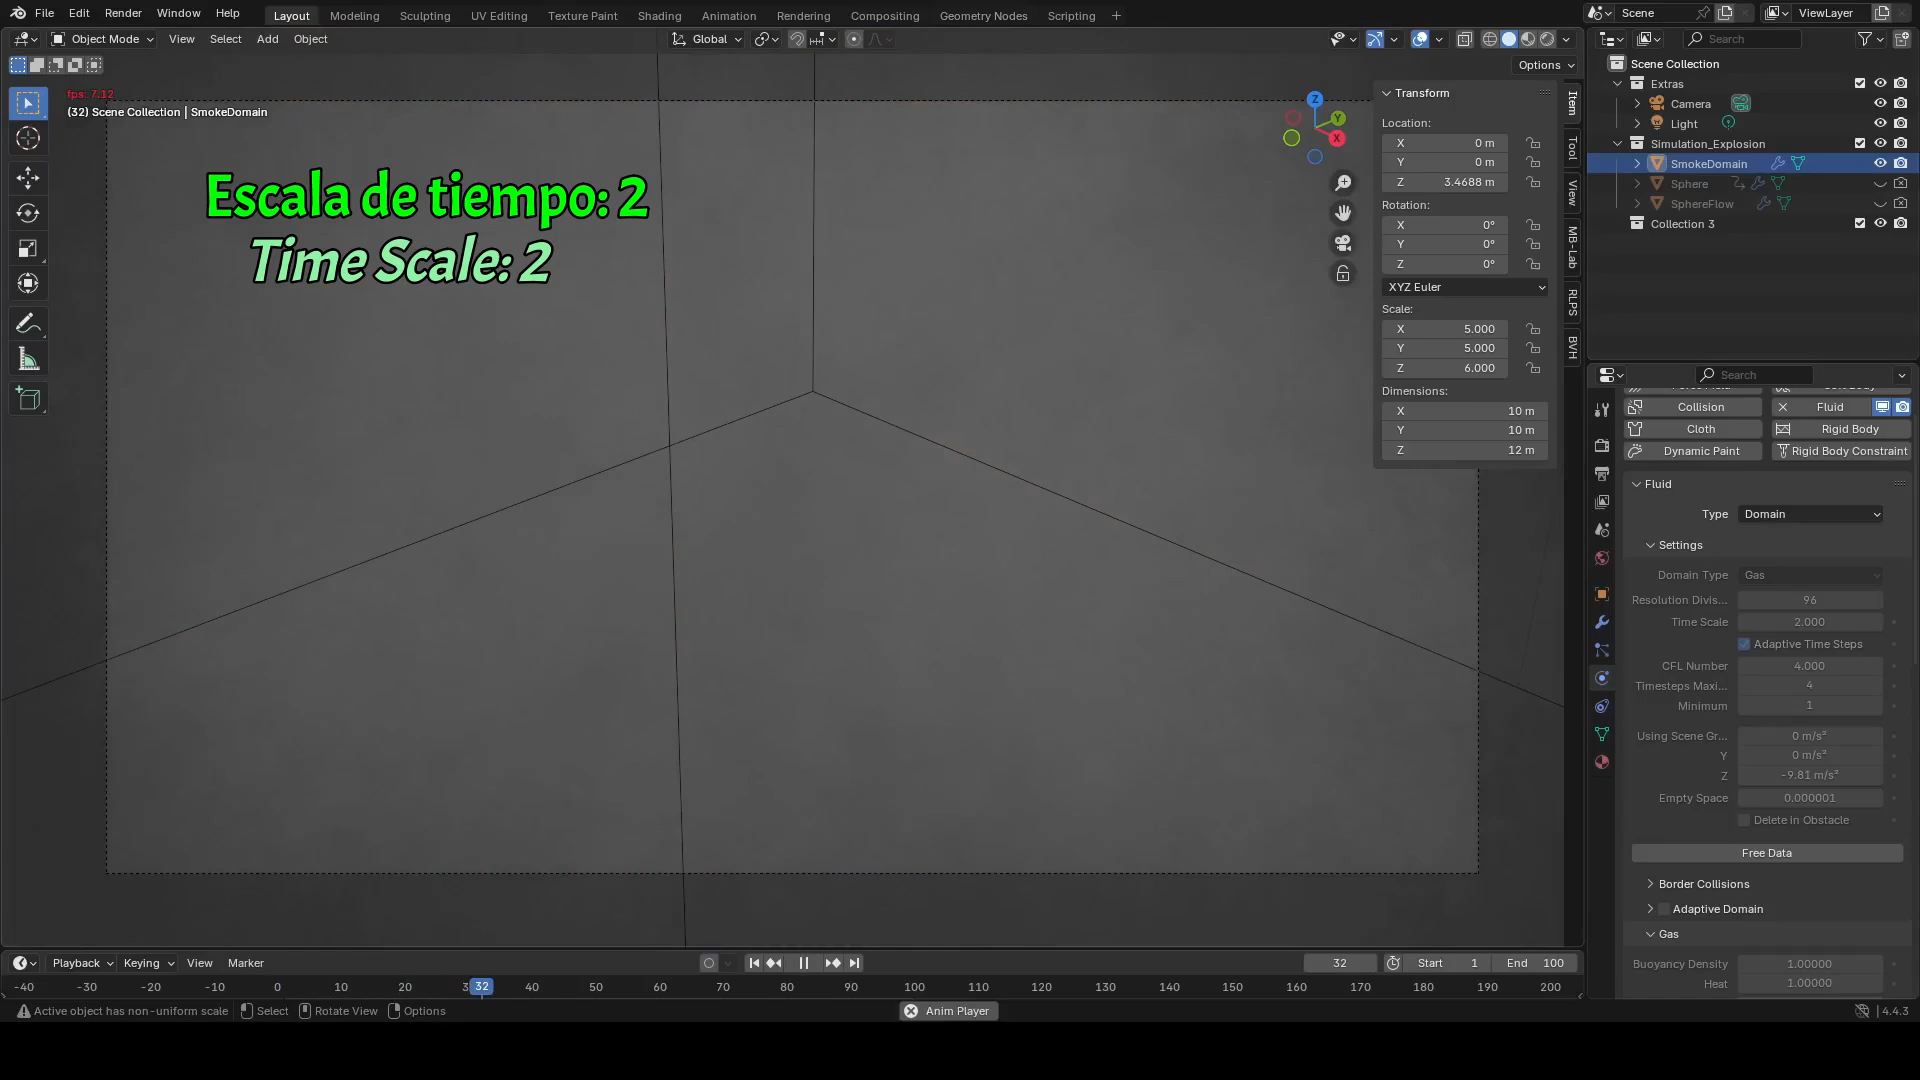 File Edit Render Window Help
Layout Modeling Sculpting UV Editing Texture Paint Shading Animation Rendering Compositing Geometry Nodes Scripting +
Scene
ViewLayer
Object Mode View Select Add Object
Global
Options
Search
fps: 7.12
(32) Scene Collection | SmokeDomain
Escala de tiempo: 2
Time Scale: 2
Z
Y
X
Transform
Location:
X 0 m
Y 0 m
Z 3.4688 m
Rotation:
X 0°
Y 0°
Z 0°
XYZ Euler
Scale:
X 5.000
Y 5.000
Z 6.000
Dimensions:
X 10 m
Y 10 m
Z 12 m
Item
Tool
View
MB-Lab
RLPS
BVH
Scene Collection
Extras
Camera
Light
Simulation_Explosion
SmokeDomain
Sphere
SphereFlow
Collection 3
Search
Collision Fluid
Cloth Rigid Body
Dynamic Paint Rigid Body Constraint
Fluid
Type Domain
Settings
Domain Type Gas
Resolution Divis... 96
Time Scale 2.000
Adaptive Time Steps
CFL Number 4.000
Timesteps Maxi... 4
Minimum 1
Using Scene Gr... 0 m/s²
Y 0 m/s²
Z -9.81 m/s²
Empty Space 0.000001
Delete in Obstacle
Free Data
Border Collisions
Adaptive Domain
Gas
Buoyancy Density 1.00000
Heat 1.00000
Playback Keying View Marker
32 Start 1 End 100
-40 -30 -20 -10 0 10 20 3 32 40 50 60 70 80 90 100 110 120 130 140 150 160 170 180 190 200
Active object has non-uniform scale Select Rotate View Options
Anim Player
4.4.3